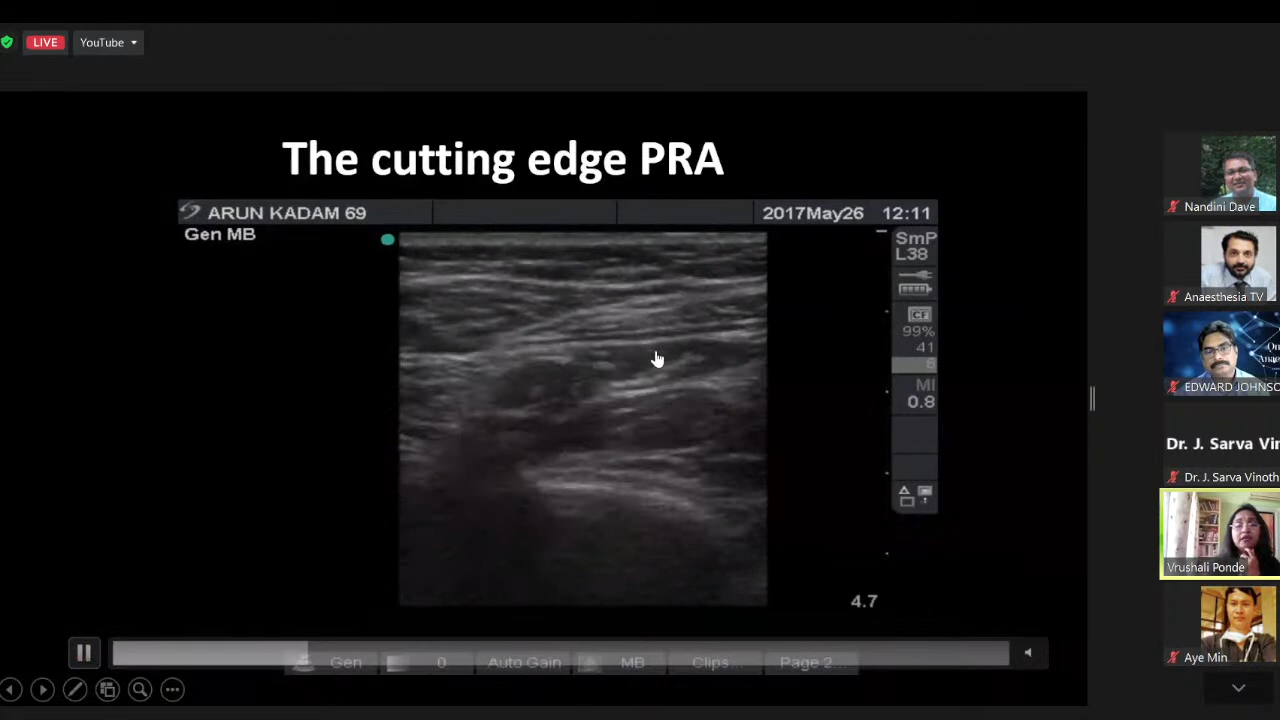 LIVE
YouTube
The cutting edge PRA
ARUN KADAM 69
2017May26 12:11
Gen MB
SmP
L38
CF
99%
41
MI
0.8
4.7
Gen
0
Auto Gain
MB
Clips...
Page 2...
Nandini Dave
Anaesthesia TV
EDWARD JOHNSO
Dr. J. Sarva Vin
Dr. J. Sarva Vinoth
Vrushali Ponde
Aye Min